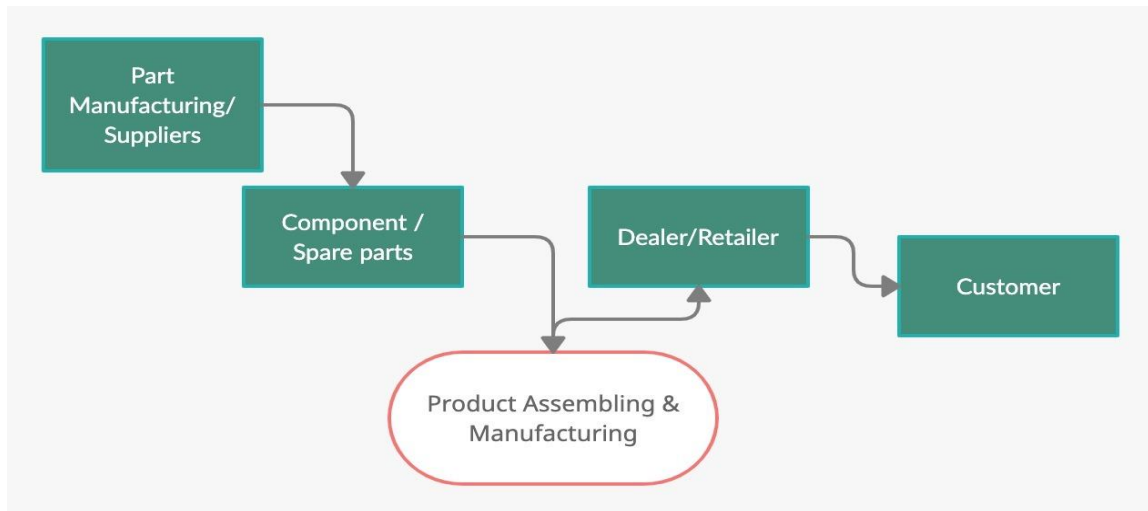 Part
Manufacturing/
Suppliers
Component /
Spare parts
Dealer/Retailer
Customer
Product Assembling &
Manufacturing